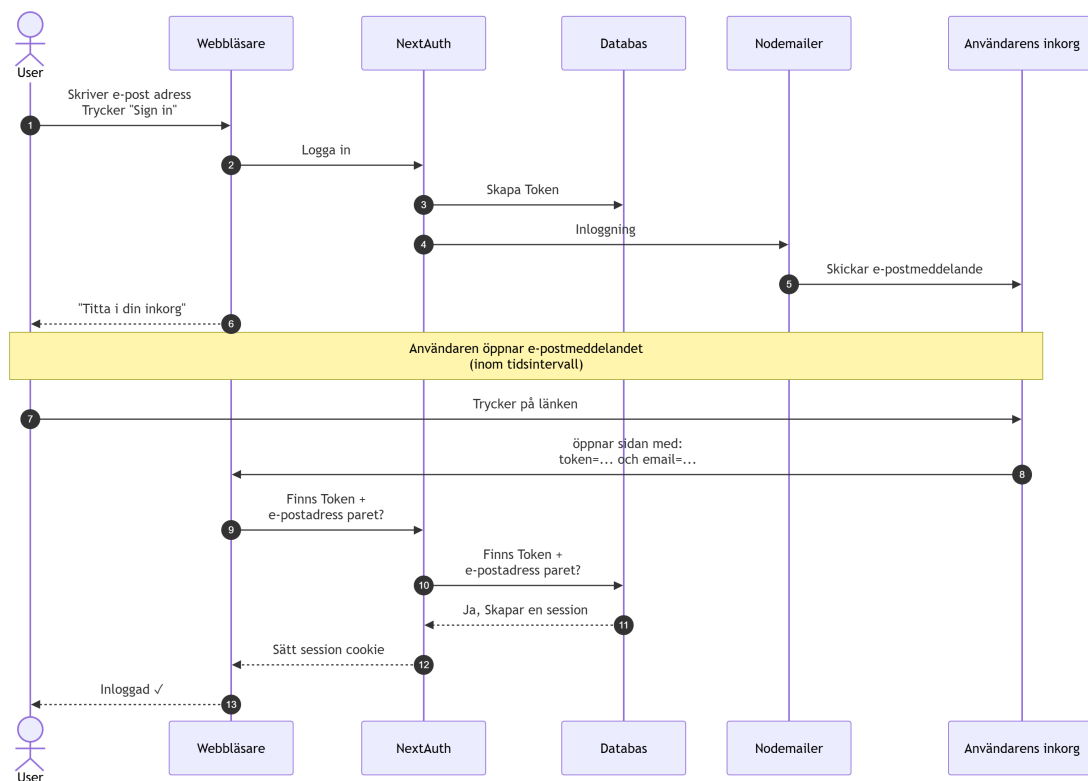 User
Webbläsare
NextAuth
Databas
Nodemailer
Användarens inkorg
Skriver e-post adress
Trycker "Sign in"
1
Logga in
2
Skapa Token
3
Inloggning
4
Skickar e-postmeddelande
5
"Titta i din inkorg"
6
Användaren öppnar e-postmeddelandet
(inom tidsintervall)
Trycker på länken
7
öppnar sidan med:
token=... och email=...
8
Finns Token +
e-postadress paret?
9
Finns Token +
e-postadress paret?
10
Ja, Skapar en session
11
Sätt session cookie
12
Inloggad ✓
13
User
Webbläsare
NextAuth
Databas
Nodemailer
Användarens inkorg